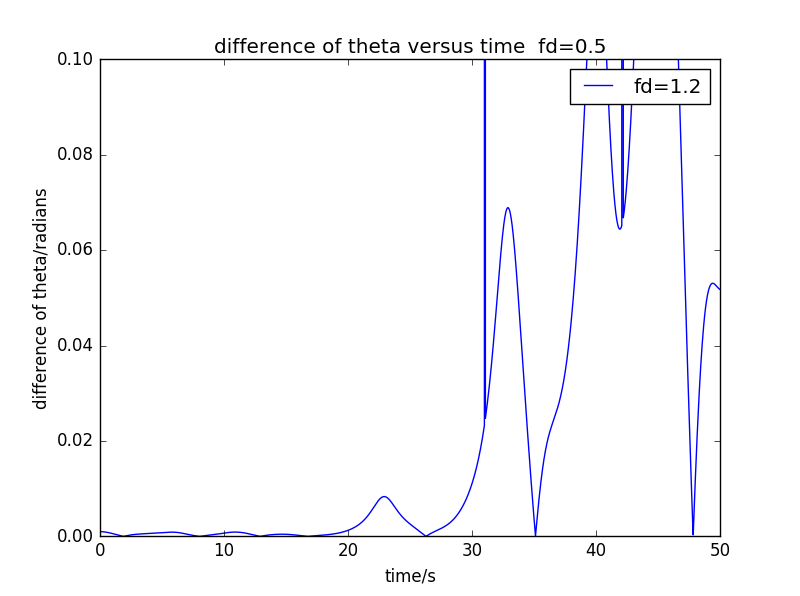 difference of theta versus time  fd=0.5
fd=1.2
0.10
0.08
0.06
0.04
0.02
0.00
difference of theta/radians
0 10 20 30 40 50
time/s